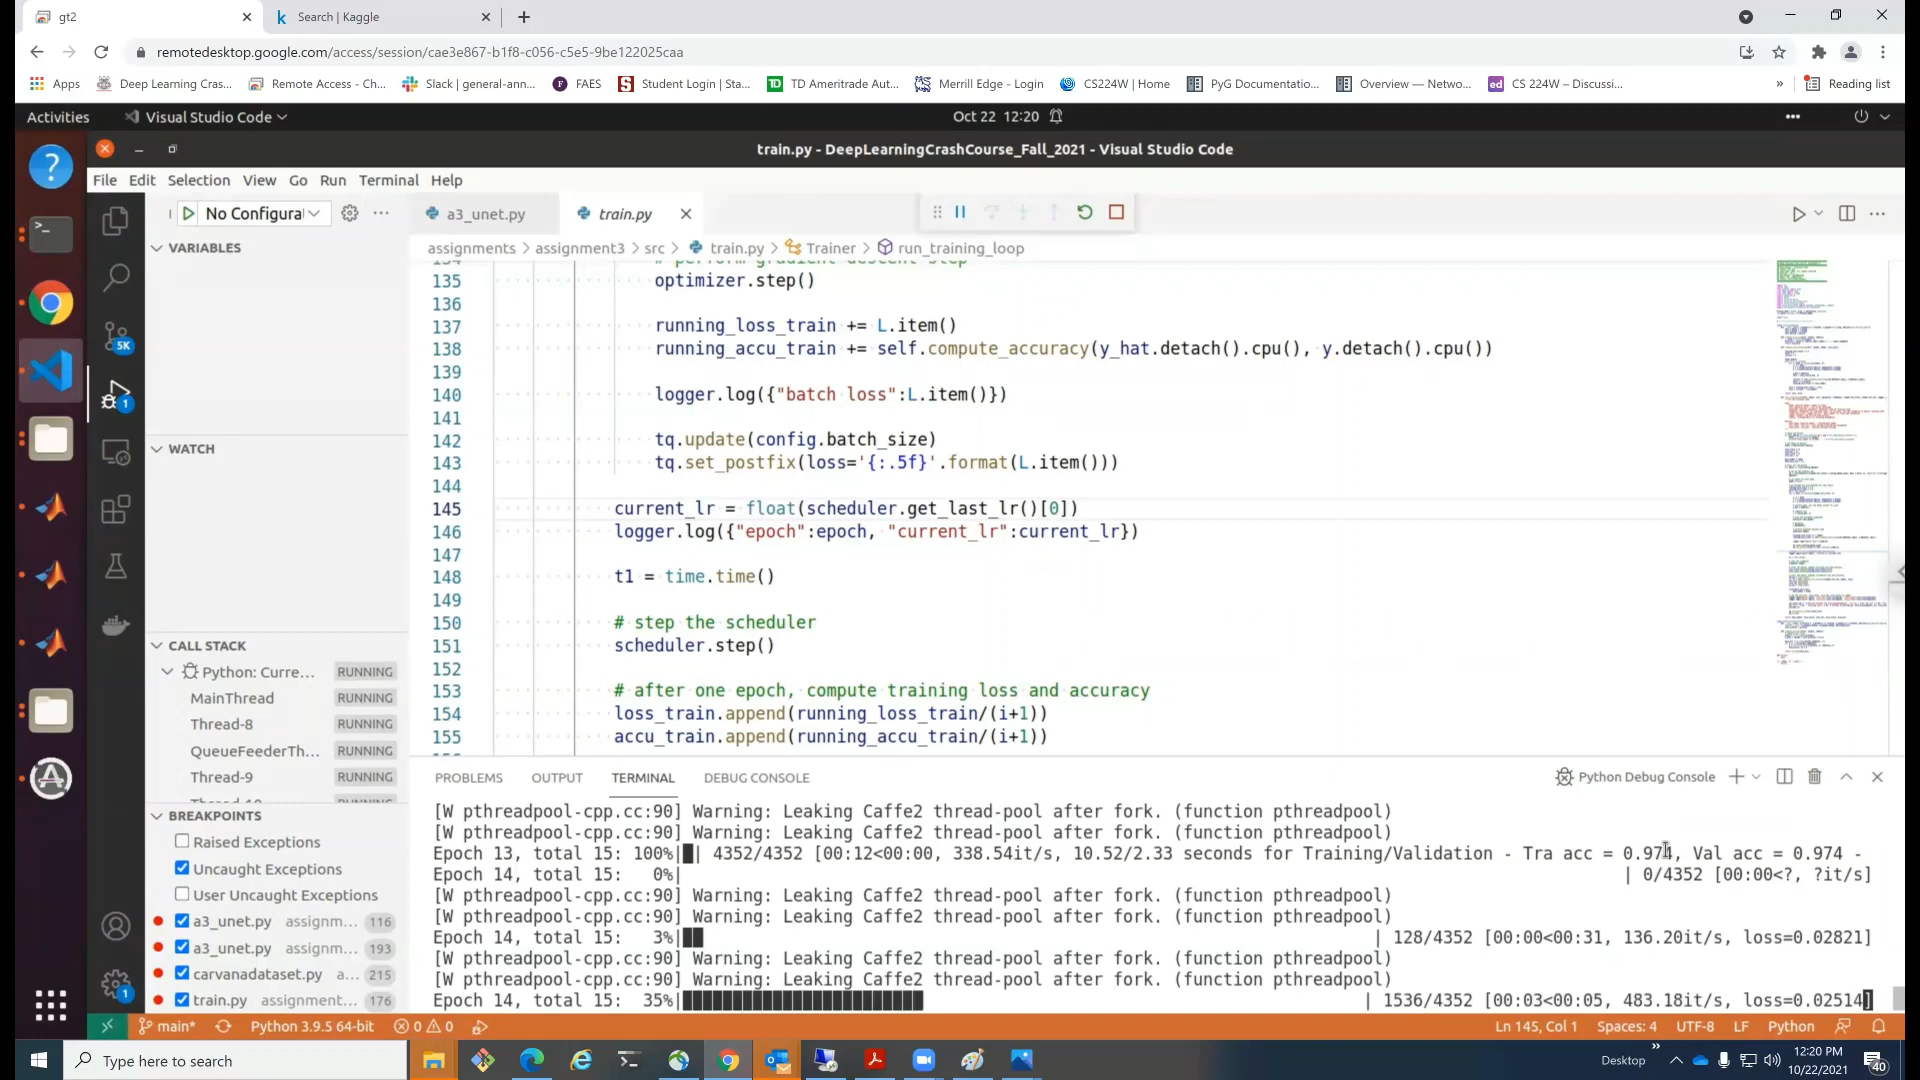 gt2
Search | Kaggle
remotedesktop.google.com/access/session/cae3e867-b1f8-c056-c5e5-9be122025caa
Apps
Deep Learning Cras...
Remote Access - Ch...
Slack | general-ann...
FAES
Student Login | Sta...
TD Ameritrade Aut...
Merrill Edge - Login
CS224W | Home
PyG Documentatio...
Overview — Netwo...
CS 224W – Discussi...
»
Reading list
Activities
Visual Studio Code
Oct 22 12:20
train.py - DeepLearningCrashCourse_Fall_2021 - Visual Studio Code
File Edit Selection View Go Run Terminal Help
No Configurat
a3_unet.py
train.py
assignments > assignment3 > src > train.py > Trainer > run_training_loop
VARIABLES
WATCH
CALL STACK
Python: Curre... RUNNING
MainThread RUNNING
Thread-8 RUNNING
QueueFeederTh... RUNNING
Thread-9 RUNNING
Thread-10 RUNNING
BREAKPOINTS
Raised Exceptions
Uncaught Exceptions
User Uncaught Exceptions
a3_unet.py assignm... 116
a3_unet.py assignm... 193
carvanadataset.py a... 215
train.py assignment... 176
5K
1
1
134 # perform gradient descent step
135 optimizer.step()
136
137 running_loss_train += L.item()
138 running_accu_train += self.compute_accuracy(y_hat.detach().cpu(), y.detach().cpu())
139
140 logger.log({"batch loss":L.item()})
141
142 tq.update(config.batch_size)
143 tq.set_postfix(loss='{:.5f}'.format(L.item()))
144
145 current_lr = float(scheduler.get_last_lr()[0])
146 logger.log({"epoch":epoch, "current_lr":current_lr})
147
148 t1 = time.time()
149
150 # step the scheduler
151 scheduler.step()
152
153 # after one epoch, compute training loss and accuracy
154 loss_train.append(running_loss_train/(i+1))
155 accu_train.append(running_accu_train/(i+1))
PROBLEMS OUTPUT TERMINAL DEBUG CONSOLE
Python Debug Console
[W pthreadpool-cpp.cc:90] Warning: Leaking Caffe2 thread-pool after fork. (function pthreadpool)
[W pthreadpool-cpp.cc:90] Warning: Leaking Caffe2 thread-pool after fork. (function pthreadpool)
Epoch 13, total 15: 100%|█| 4352/4352 [00:12<00:00, 338.54it/s, 10.52/2.33 seconds for Training/Validation - Tra acc = 0.974, Val acc = 0.974 -
Epoch 14, total 15: 0%| | 0/4352 [00:00<?, ?it/s]
[W pthreadpool-cpp.cc:90] Warning: Leaking Caffe2 thread-pool after fork. (function pthreadpool)
[W pthreadpool-cpp.cc:90] Warning: Leaking Caffe2 thread-pool after fork. (function pthreadpool)
Epoch 14, total 15: 3%|██ | 128/4352 [00:00<00:31, 136.20it/s, loss=0.02821]
[W pthreadpool-cpp.cc:90] Warning: Leaking Caffe2 thread-pool after fork. (function pthreadpool)
[W pthreadpool-cpp.cc:90] Warning: Leaking Caffe2 thread-pool after fork. (function pthreadpool)
Epoch 14, total 15: 35%|████████████████████████ | 1536/4352 [00:03<00:05, 483.18it/s, loss=0.02514]
main* Python 3.9.5 64-bit 0 0
Ln 145, Col 1 Spaces: 4 UTF-8 LF Python
Type here to search
Desktop
»
12:20 PM
10/22/2021
40